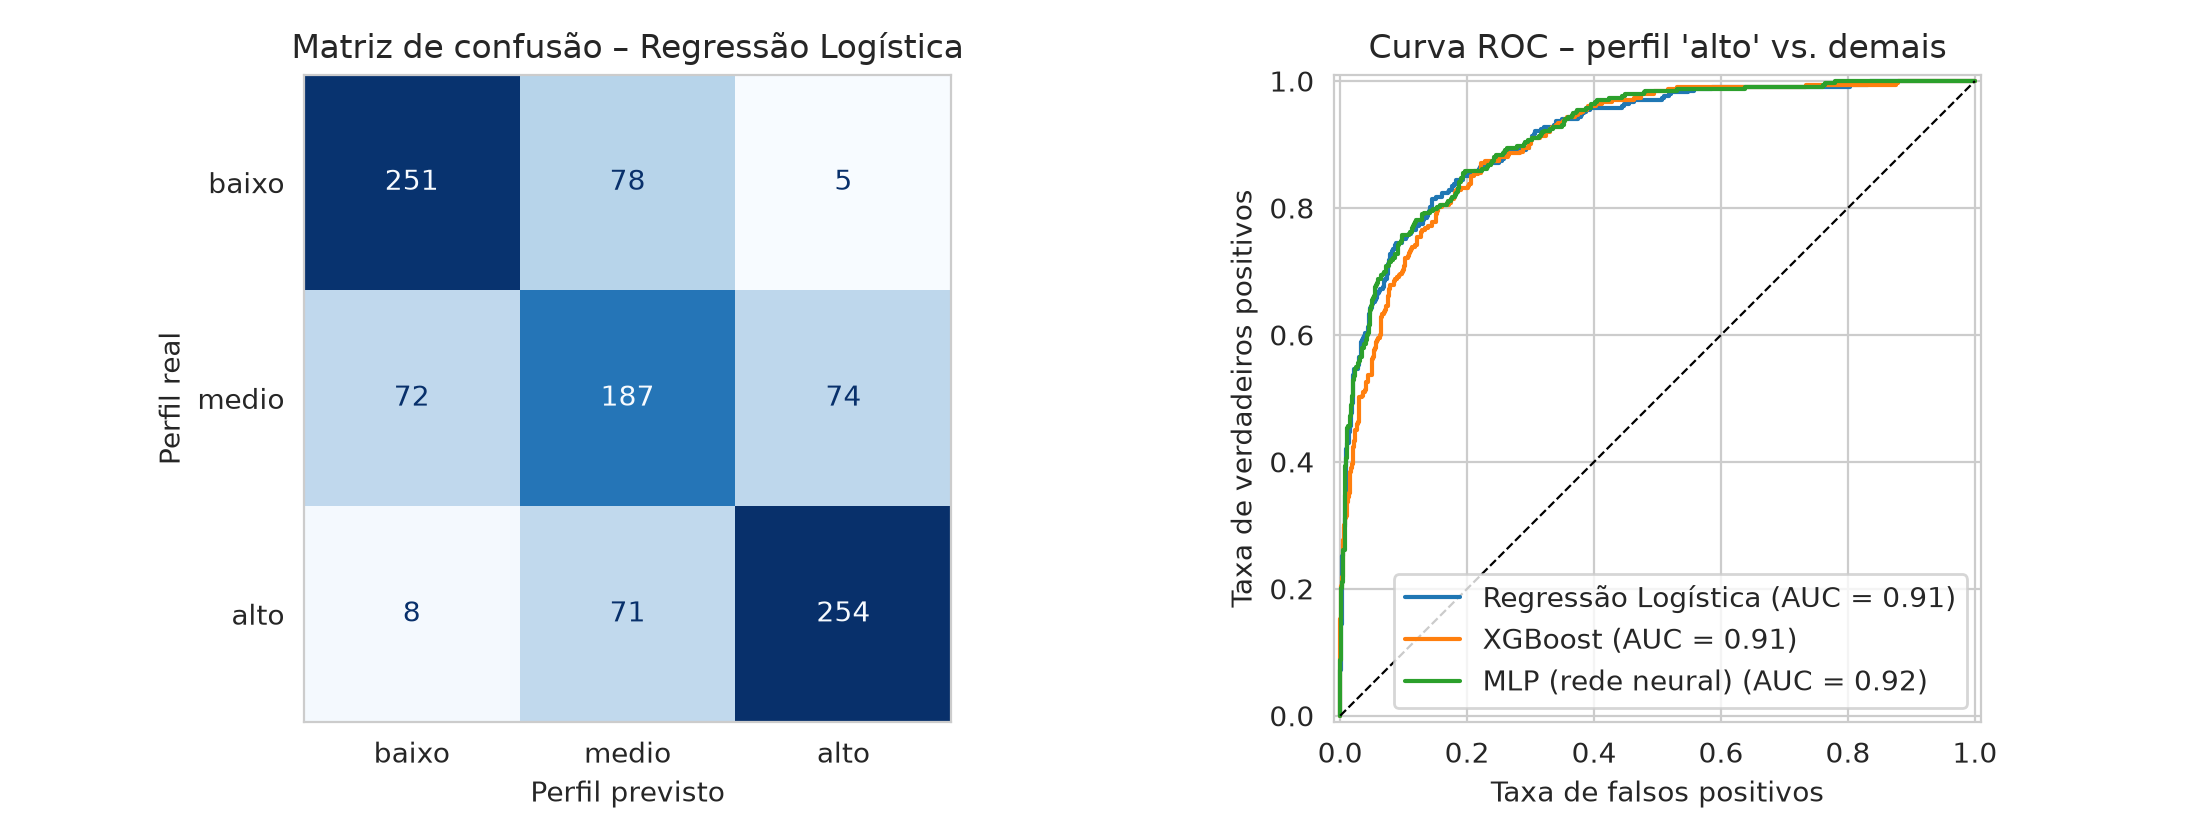 Matriz de confusão – Regressão Logística
Perfil real
baixo
251 78 5
medio
72 187 74
alto
8 71 254
baixo medio alto
Perfil previsto
Curva ROC – perfil 'alto' vs. demais
Taxa de verdadeiros positivos
1.0
0.8
0.6
0.4
0.2
0.0
Regressão Logística (AUC = 0.91)
XGBoost (AUC = 0.91)
MLP (rede neural) (AUC = 0.92)
0.0 0.2 0.4 0.6 0.8 1.0
Taxa de falsos positivos